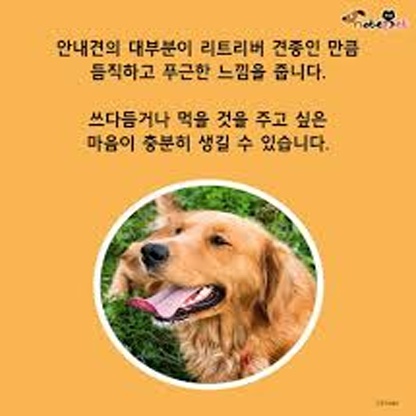 notepet
안내견의 대부분이 리트리버 견종인 만큼
듬직하고 푸근한 느낌을 줍니다.
쓰다듬거나 먹을 것을 주고 싶은
마음이 충분히 생길 수 있습니다.